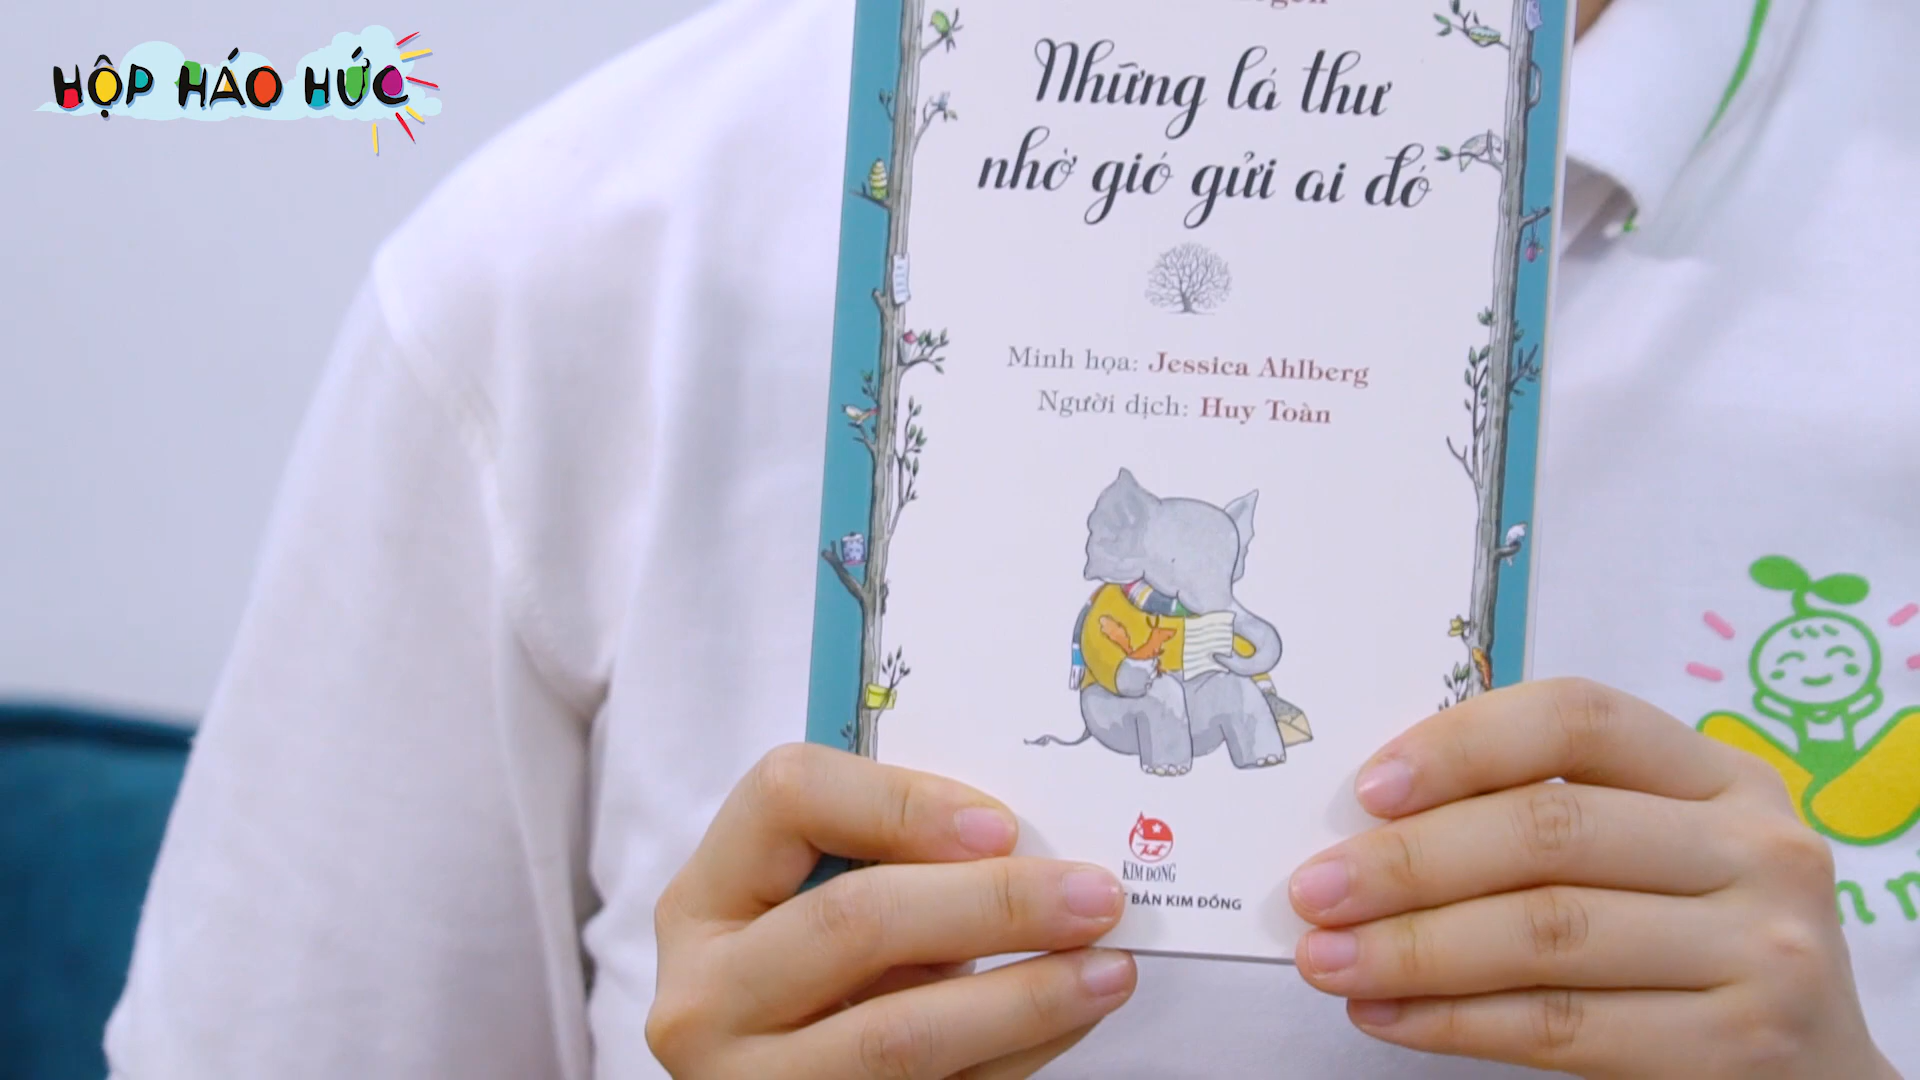 HỘP HÁO HỨC
Những lá thư
nhờ gió gửi ai đó
Minh họa: Jessica Ahlberg
Người dịch: Huy Toàn
KIM ĐỒNG
BẢN KIM ĐỒNG